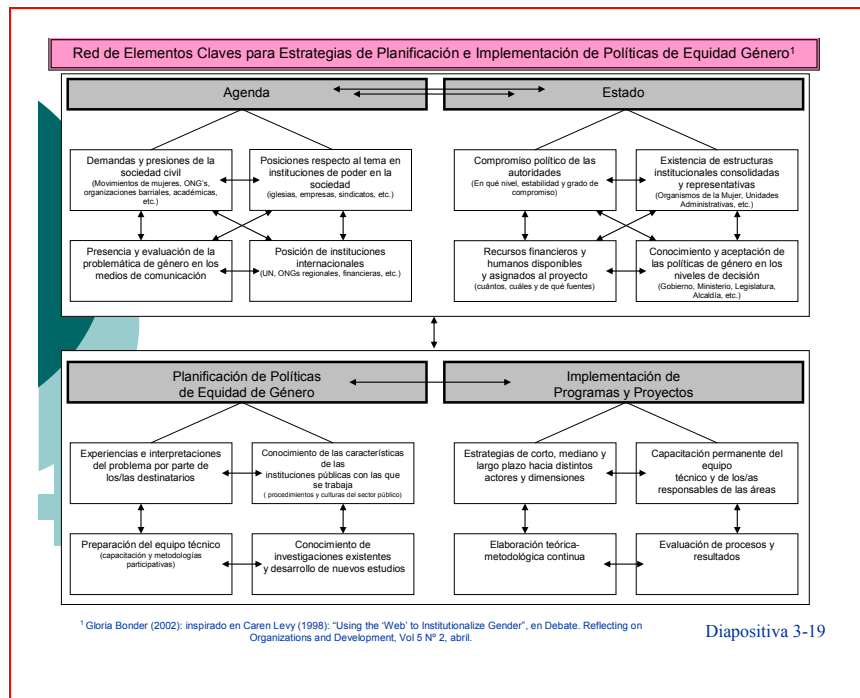 Red de Elementos Claves para Estrategias de Planificación e Implementación de Políticas de Equidad Género1
Agenda
Estado
Demandas y presiones de la
sociedad civil
(Movimientos de mujeres, ONG's,
organizaciones barriales, académicas,
etc.)
Posiciones respecto al tema en
instituciones de poder en la
sociedad
(iglesias, empresas, sindicatos, etc.)
Compromiso político de las
autoridades
(En qué nivel, estabilidad y grado de
compromiso)
Existencia de estructuras
institucionales consolidadas
y representativas
(Organismos de la Mujer, Unidades
Administrativas, etc.)
Presencia y evaluación de la
problemática de género en los
medios de comunicación
Posición de instituciones
internacionales
(UN, ONGs regionales, financieras, etc.)
Recursos financieros y
humanos disponibles
y asignados al proyecto
(cuántos, cuáles y de qué fuentes)
Conocimiento y aceptación de
las políticas de género en los
niveles de decisión
(Gobierno, Ministerio, Legislatura,
Alcaldía, etc.)
Planificación de Políticas
de Equidad de Género
Implementación de
Programas y Proyectos
Experiencias e interpretaciones
del problema por parte de
los/las destinatarios
Conocimiento de las características
de las
instituciones públicas con las que
se trabaja
( procedimientos y culturas del sector público)
Estrategias de corto, mediano y
largo plazo hacia distintos
actores y dimensiones
Capacitación permanente del
equipo
técnico y de los/as
responsables de las áreas
Preparación del equipo técnico
(capacitación y metodologías
participativas)
Conocimiento de
investigaciones existentes
y desarrollo de nuevos estudios
Elaboración teórica-
metodológica continua
Evaluación de procesos y
resultados
1 Gloria Bonder (2002): inspirado en Caren Levy (1998): "Using the 'Web' to Institutionalize Gender", en Debate. Reflecting on
Organizations and Development, Vol 5 Nº 2, abril.
Diapositiva 3-19